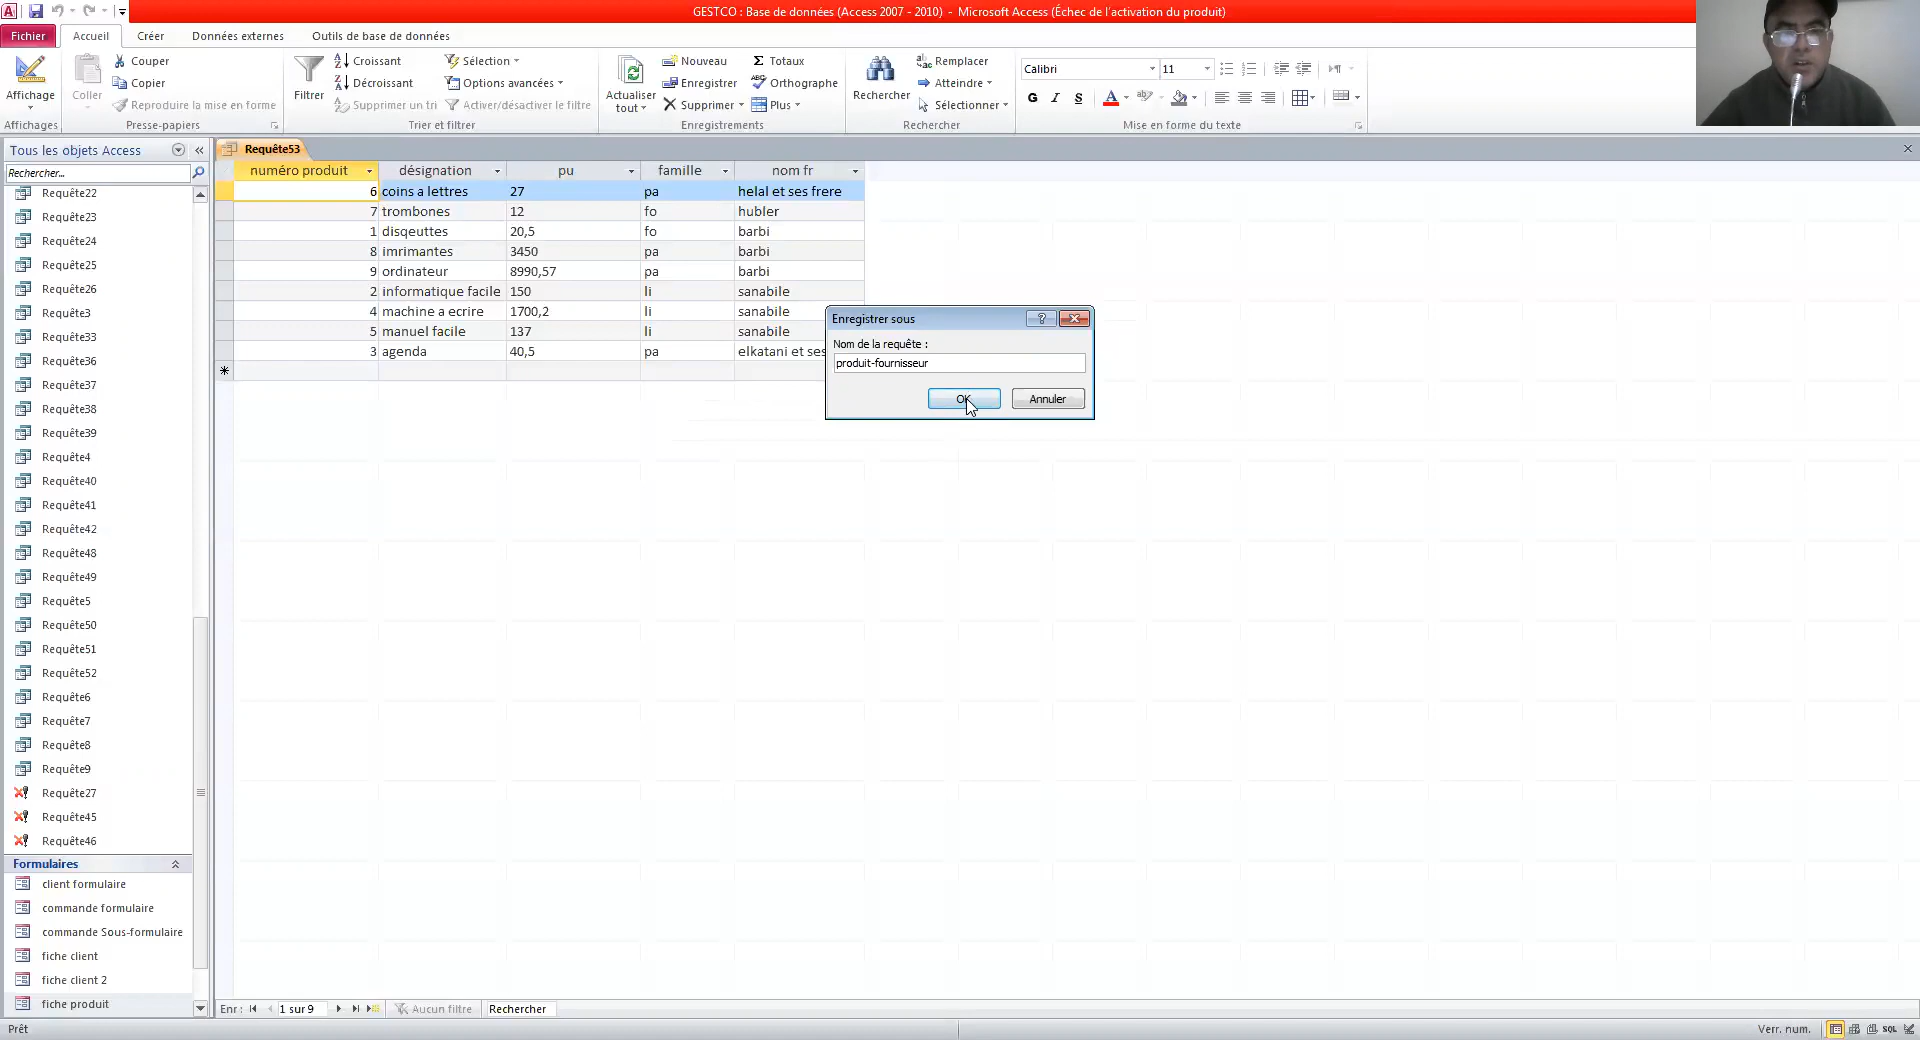 GESTCO : Base de données (Access 2007 - 2010) - Microsoft Access (Échec de l'activation du produit)
Fichier Accueil Créer Données externes Outils de base de données
Affichage
Affichages
Coller
Couper
Copier
Reproduire la mise en forme
Presse-papiers
Filtrer
Croissant
Décroissant
Supprimer un tri
Sélection
Options avancées
Activer/désactiver le filtre
Trier et filtrer
Actualiser
tout
Nouveau
Enregistrer
Supprimer
Σ Totaux
Orthographe
Plus
Enregistrements
Rechercher
Remplacer
Atteindre
Sélectionner
Rechercher
Calibri 11
G I S
Mise en forme du texte
Tous les objets Access
Rechercher...
Requête22
Requête23
Requête24
Requête25
Requête26
Requête3
Requête33
Requête36
Requête37
Requête38
Requête39
Requête4
Requête40
Requête41
Requête42
Requête48
Requête49
Requête5
Requête50
Requête51
Requête52
Requête6
Requête7
Requête8
Requête9
Requête27
Requête45
Requête46
Formulaires
client formulaire
commande formulaire
commande Sous-formulaire
fiche client
fiche client 2
fiche produit
Requête53
numéro produit désignation pu famille nom fr
6 coins a lettres 27 pa helal et ses frere
7 trombones 12 fo hubler
1 disqeuttes 20,5 fo barbi
8 imrimantes 3450 pa barbi
9 ordinateur 8990,57 pa barbi
2 informatique facile 150 li sanabile
4 machine a ecrire 1700,2 li sanabile
5 manuel facile 137 li sanabile
3 agenda 40,5 pa elkatani et ses
Enregistrer sous
Nom de la requête :
produit-fournisseur
OK Annuler
Enr : 1 sur 9 Aucun filtre Rechercher
Prêt Verr. num. SQL